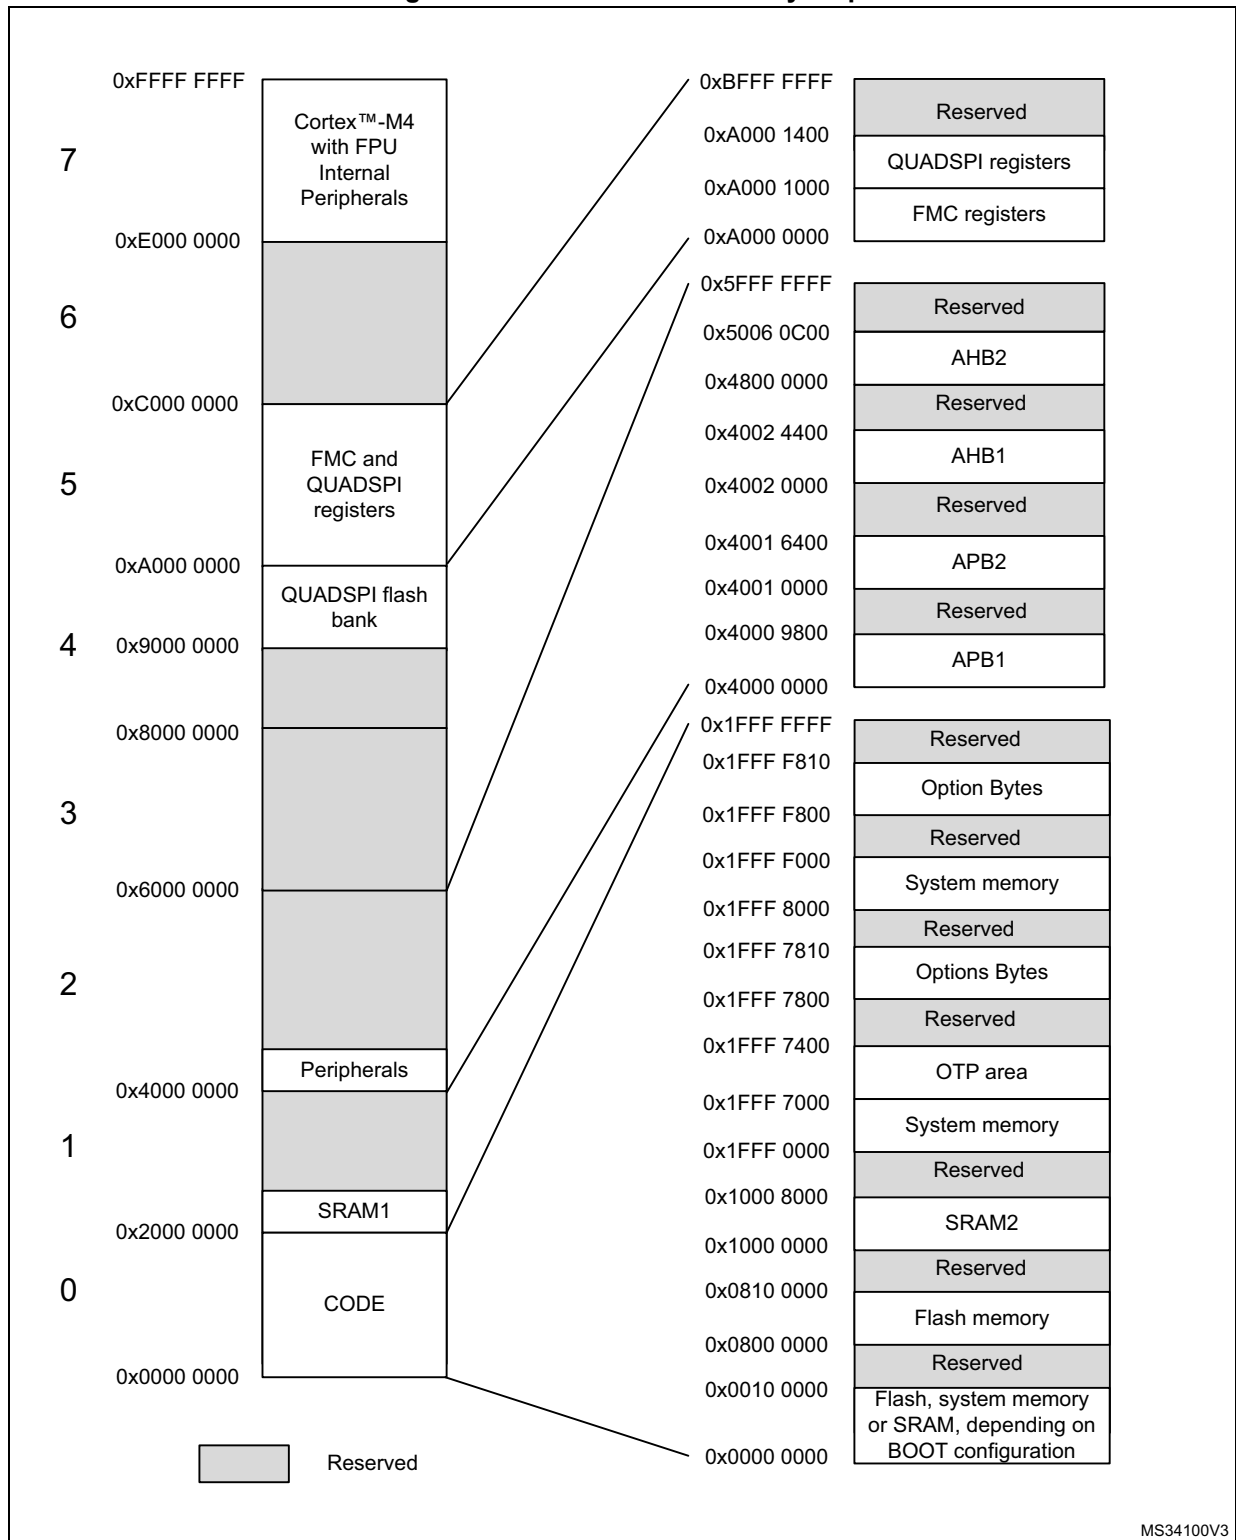 0xFFFF FFFF
Cortex™-M4
with FPU
Internal
Peripherals
7
0xE000 0000
6
0xC000 0000
FMC and
QUADSPI
registers
5
0xA000 0000
QUADSPI flash
bank
4
0x9000 0000
0x8000 0000
3
0x6000 0000
2
Peripherals
0x4000 0000
1
SRAM1
0x2000 0000
0
CODE
0x0000 0000
Reserved
0xBFFF FFFF
Reserved
0xA000 1400
QUADSPI registers
0xA000 1000
FMC registers
0xA000 0000
0x5FFF FFFF
Reserved
0x5006 0C00
AHB2
0x4800 0000
Reserved
0x4002 4400
AHB1
0x4002 0000
Reserved
0x4001 6400
APB2
0x4001 0000
Reserved
0x4000 9800
APB1
0x4000 0000
0x1FFF FFFF
Reserved
0x1FFF F810
Option Bytes
0x1FFF F800
Reserved
0x1FFF F000
System memory
0x1FFF 8000
Reserved
0x1FFF 7810
Options Bytes
0x1FFF 7800
Reserved
0x1FFF 7400
OTP area
0x1FFF 7000
System memory
0x1FFF 0000
Reserved
0x1000 8000
SRAM2
0x1000 0000
Reserved
0x0810 0000
Flash memory
0x0800 0000
Reserved
0x0010 0000
Flash, system memory
or SRAM, depending on
BOOT configuration
0x0000 0000
MS34100V3